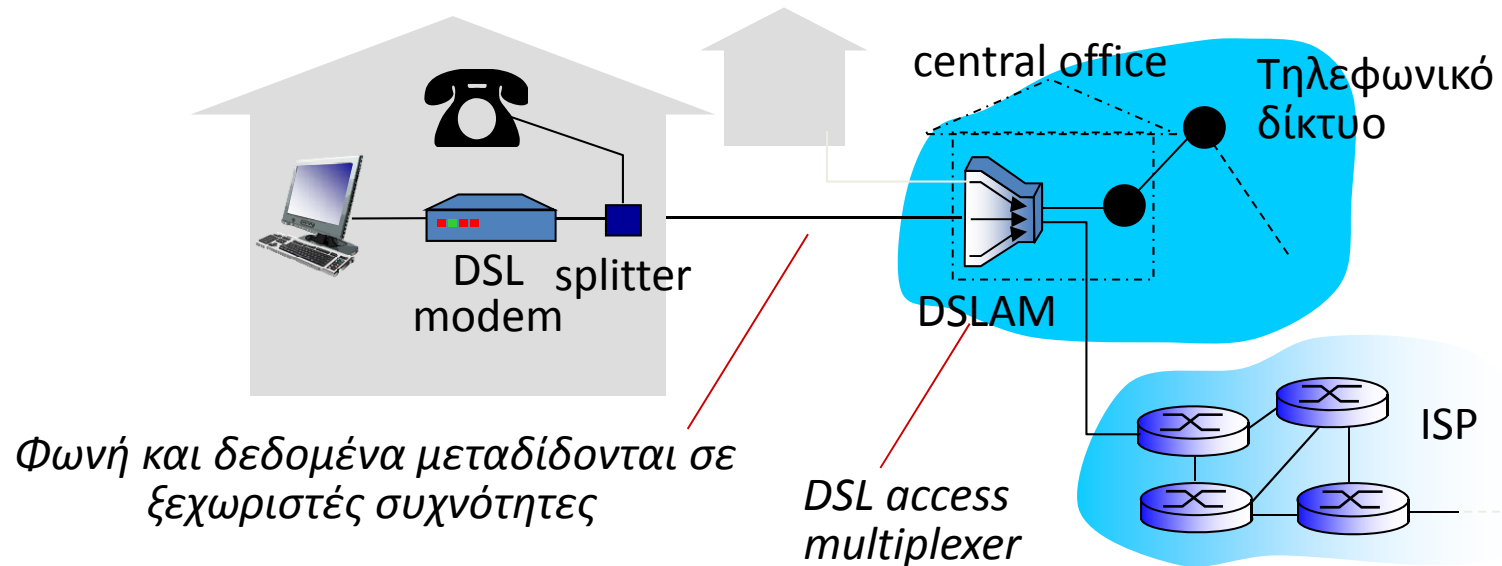 central office
Τηλεφωνικό
δίκτυο
DSL
modem
splitter
DSLAM
ISP
Φωνή και δεδομένα μεταδίδονται σε
ξεχωριστές συχνότητες
DSL access
multiplexer